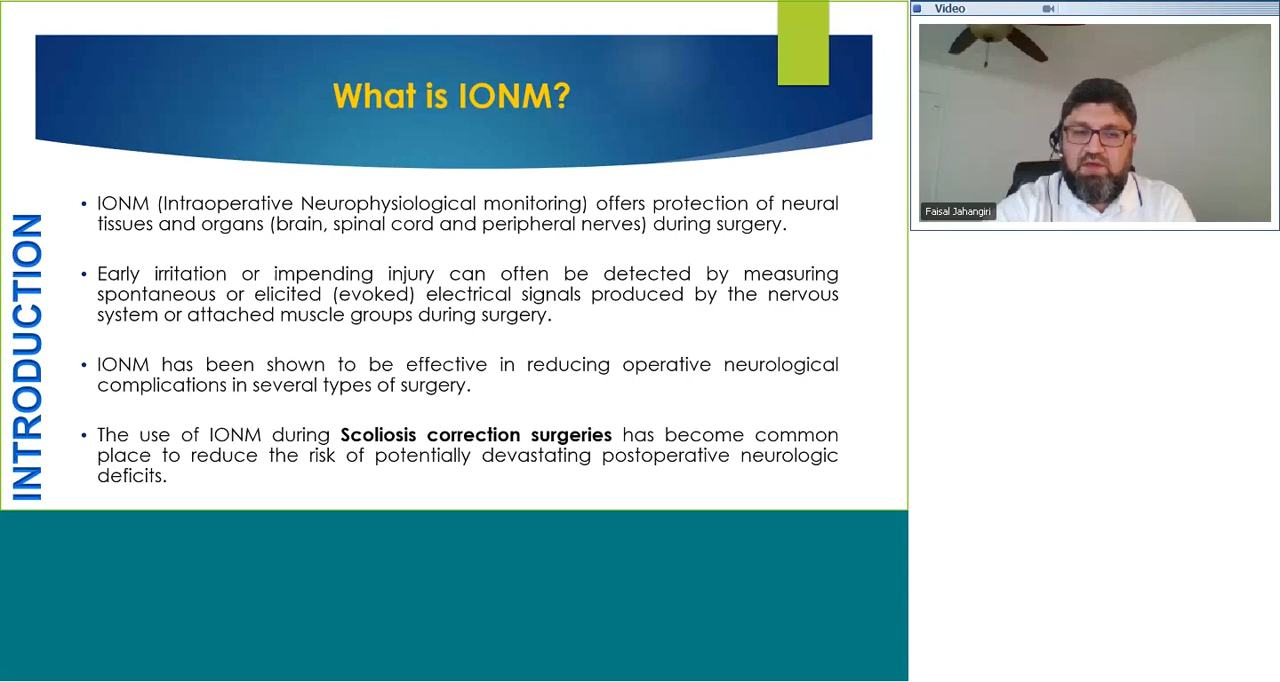 What is IONM?
INTRODUCTION
• IONM (Intraoperative Neurophysiological monitoring) offers protection of neural
tissues and organs (brain, spinal cord and peripheral nerves) during surgery.
• Early irritation or impending injury can often be detected by measuring
spontaneous or elicited (evoked) electrical signals produced by the nervous
system or attached muscle groups during surgery.
• IONM has been shown to be effective in reducing operative neurological
complications in several types of surgery.
• The use of IONM during Scoliosis correction surgeries has become common
place to reduce the risk of potentially devastating postoperative neurologic
deficits.
Video
Faisal Jahangiri